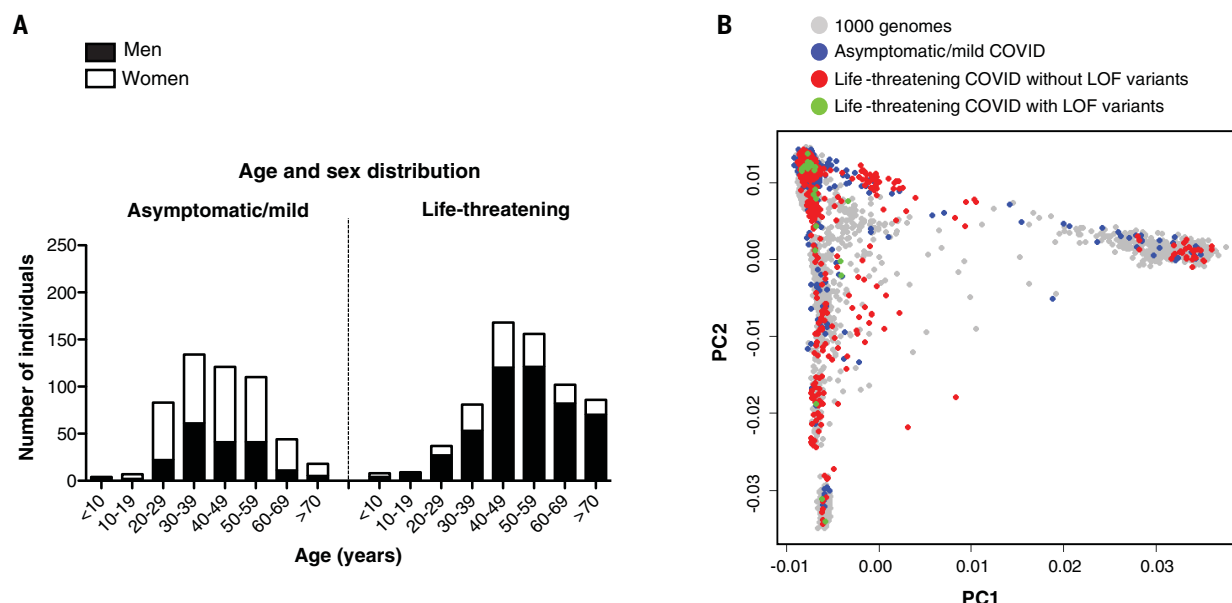 A
Men
Women
Age and sex distribution
Asymptomatic/mild
Life-threatening
Number of individuals
250
200
150
100
50
0
<10
10-19
20-29
30-39
40-49
50-59
60-69
>70
<10
10-19
20-29
30-39
40-49
50-59
60-69
>70
Age (years)
B
1000 genomes
Asymptomatic/mild COVID
Life-threatening COVID without LOF variants
Life-threatening COVID with LOF variants
PC2
0.01
0.00
-0.01
-0.02
-0.03
-0.01
0.00
0.01
0.02
0.03
PC1